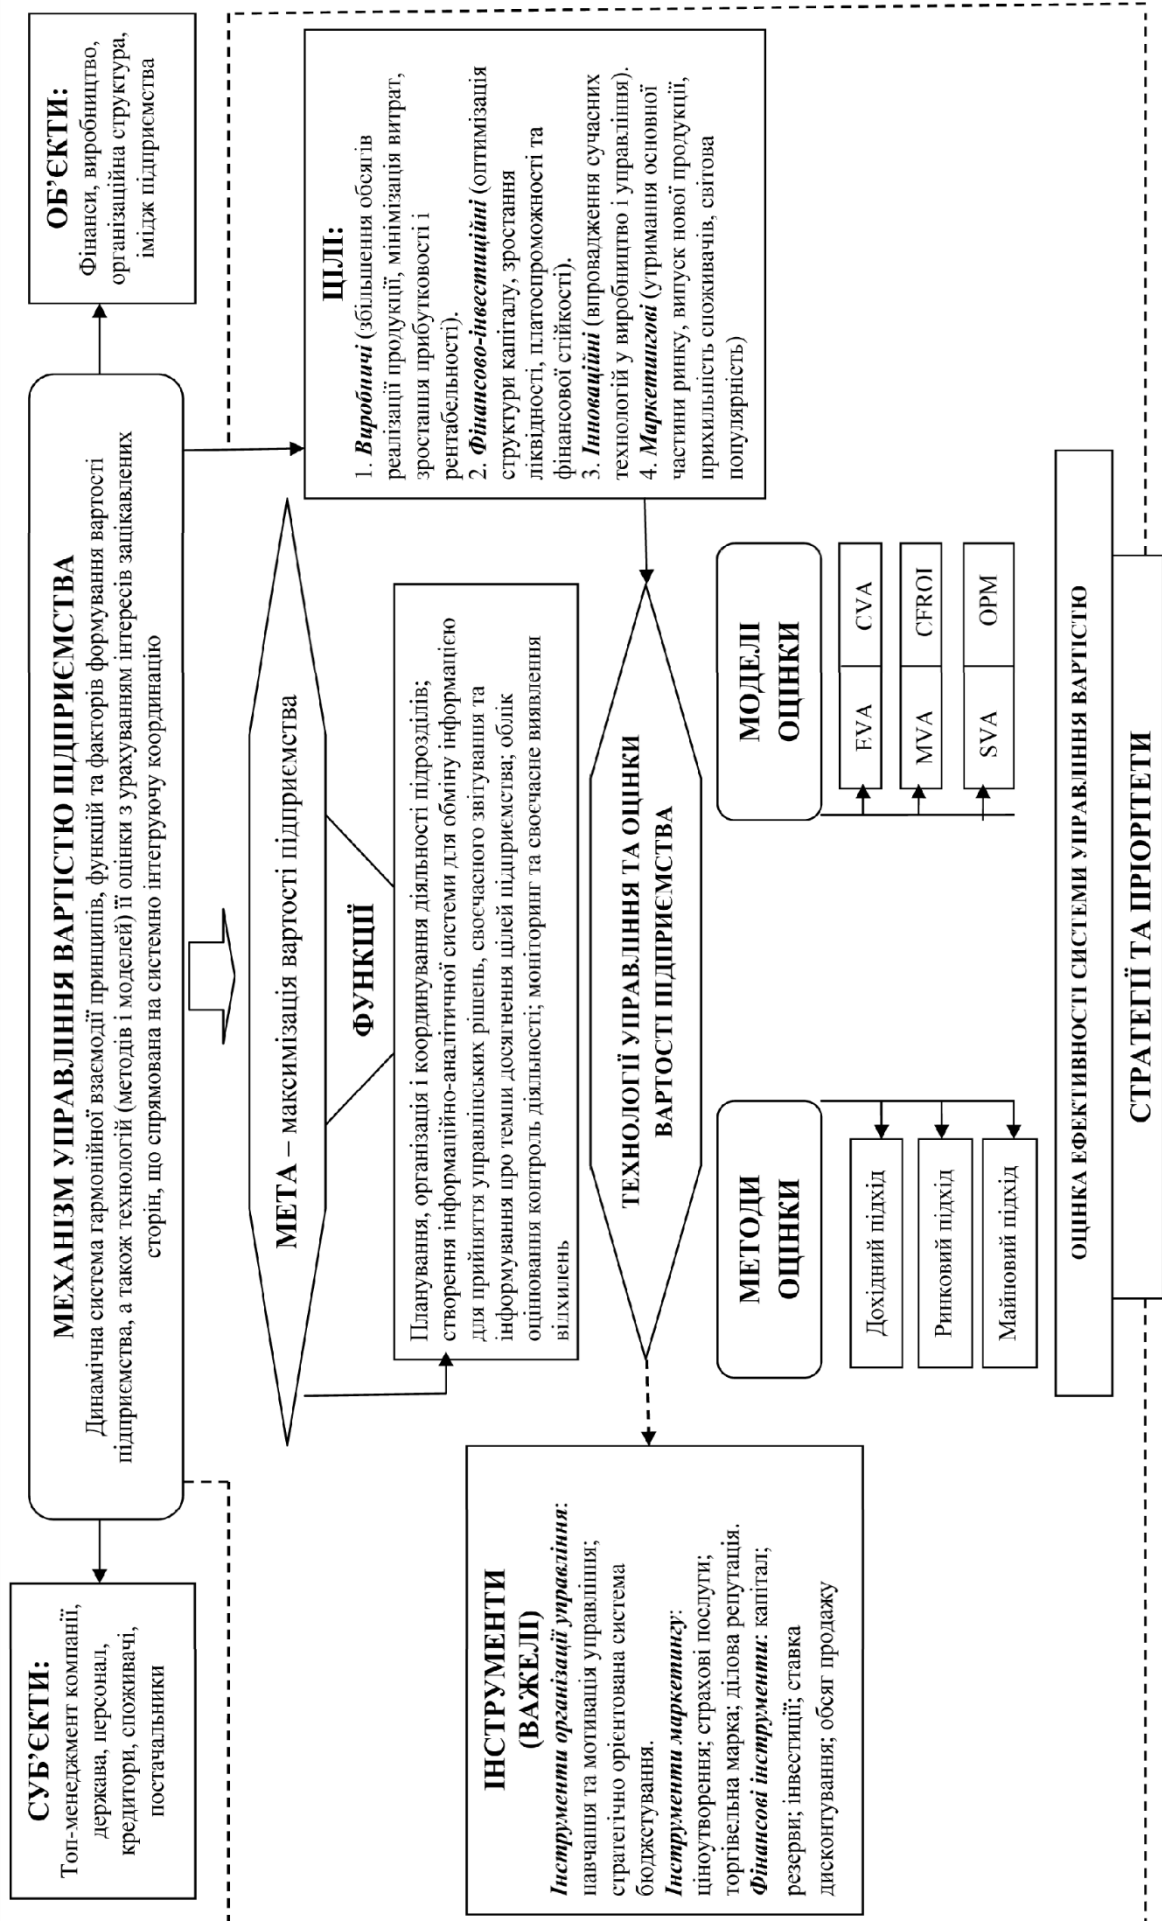 СУБ’ЄКТИ:
Топ-менеджмент компанії,
держава, персонал,
кредитори, споживачі,
постачальники
МЕХАНІЗМ УПРАВЛІННЯ ВАРТІСТЮ ПІДПРИЄМСТВА
Динамічна система гармонійної взаємодії принципів, функцій та факторів формування вартості
підприємства, а також технологій (методів і моделей) її оцінки з урахуванням інтересів зацікавлених
сторін, що спрямована на системно інтегруючу координацію
ОБ’ЄКТИ:
Фінанси, виробництво,
організаційна структура,
імідж підприємства
МЕТА – максимізація вартості підприємства
ФУНКЦІЇ
Планування, організація і координування діяльності підрозділів;
створення інформаційно-аналітичної системи для обміну інформацією
для прийняття управлінських рішень, своєчасного звітування та
інформування про темпи досягнення цілей підприємства; облік
оцінювання контроль діяльності; моніторинг та своєчасне виявлення
відхилень
ЦІЛІ:
1. Виробничі (збільшення обсягів
реалізації продукції, мінімізація витрат,
зростання прибутковості і
рентабельності).
2. Фінансово-інвестиційні (оптимізація
структури капіталу, зростання
ліквідності, платоспроможності та
фінансової стійкості).
3. Інноваційні (впровадження сучасних
технологій у виробництво і управління).
4. Маркетингові (утримання основної
частини ринку, випуск нової продукції,
прихильність споживачів, світова
популярність)
ІНСТРУМЕНТИ
(ВАЖЕЛІ)
Інструменти організації управління:
навчання та мотивація управління;
стратегічно орієнтована система
бюджетування.
Інструменти маркетингу:
ціноутворення; страхові послуги;
торгівельна марка; ділова репутація.
Фінансові інструменти: капітал;
резерви; інвестиції; ставка
дисконтування; обсяг продажу
ТЕХНОЛОГІЇ УПРАВЛІННЯ ТА ОЦІНКИ
ВАРТОСТІ ПІДПРИЄМСТВА
МЕТОДИ
ОЦІНКИ
Дохідний підхід
Ринковий підхід
Майновий підхід
МОДЕЛІ
ОЦІНКИ
EVA CVA
MVA CFROI
SVA OPM
ОЦІНКА ЕФЕКТИВНОСТІ СИСТЕМИ УПРАВЛІННЯ ВАРТІСТЮ
СТРАТЕГІЇ ТА ПРІОРІТЕТИ